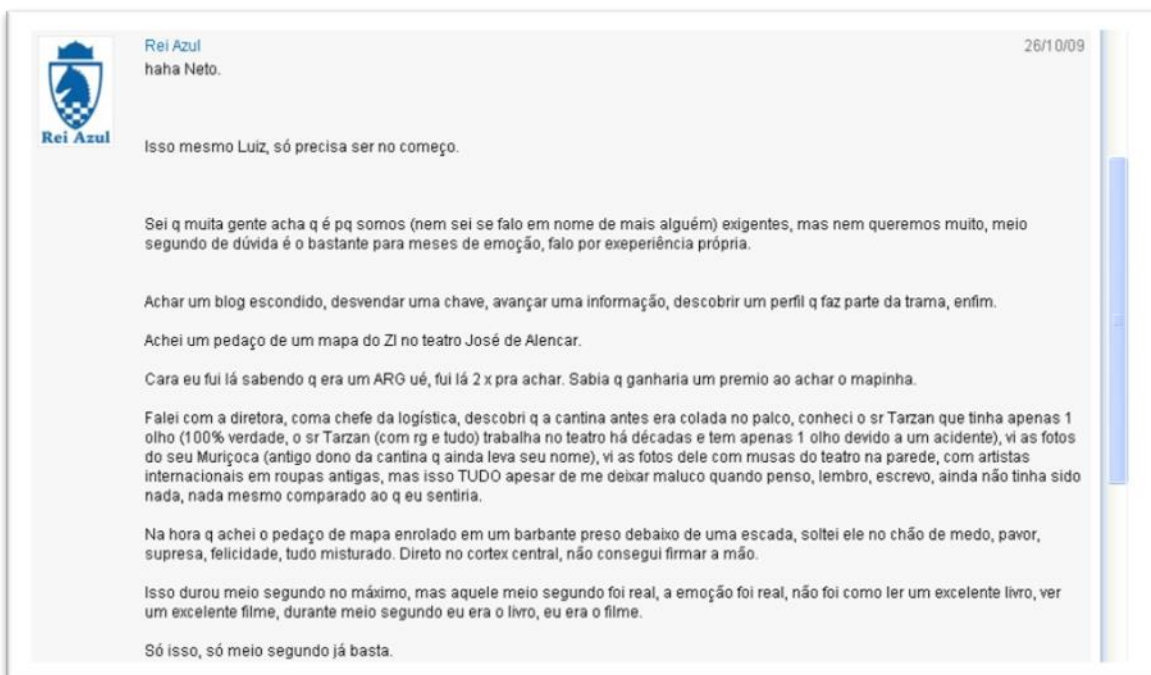 Rei Azul
26/10/09
haha Neto.
Rei Azul
Isso mesmo Luiz, só precisa ser no começo.
Sei q muita gente acha q é pq somos (nem sei se falo em nome de mais alguém) exigentes, mas nem queremos muito, meio
segundo de dúvida é o bastante para meses de emoção, falo por exeperiência própria.
Achar um blog escondido, desvendar uma chave, avançar uma informação, descobrir um perfil q faz parte da trama, enfim.
Achei um pedaço de um mapa do ZI no teatro José de Alencar.
Cara eu fui lá sabendo q era um ARG ué, fui lá 2 x pra achar. Sabia q ganharia um premio ao achar o mapinha.
Falei com a diretora, coma chefe da logística, descobri q a cantina antes era colada no palco, conheci o sr Tarzan que tinha apenas 1
olho (100% verdade, o sr Tarzan (com rg e tudo) trabalha no teatro há décadas e tem apenas 1 olho devido a um acidente), vi as fotos
do seu Muriçoca (antigo dono da cantina q ainda leva seu nome), vi as fotos dele com musas do teatro na parede, com artistas
internacionais em roupas antigas, mas isso TUDO apesar de me deixar maluco quando penso, lembro, escrevo, ainda não tinha sido
nada, nada mesmo comparado ao q eu sentiria.
Na hora q achei o pedaço de mapa enrolado em um barbante preso debaixo de uma escada, soltei ele no chão de medo, pavor,
supresa, felicidade, tudo misturado. Direto no cortex central, não consegui firmar a mão.
Isso durou meio segundo no máximo, mas aquele meio segundo foi real, a emoção foi real, não foi como ler um excelente livro, ver
um excelente filme, durante meio segundo eu era o livro, eu era o filme.
Só isso, só meio segundo já basta.